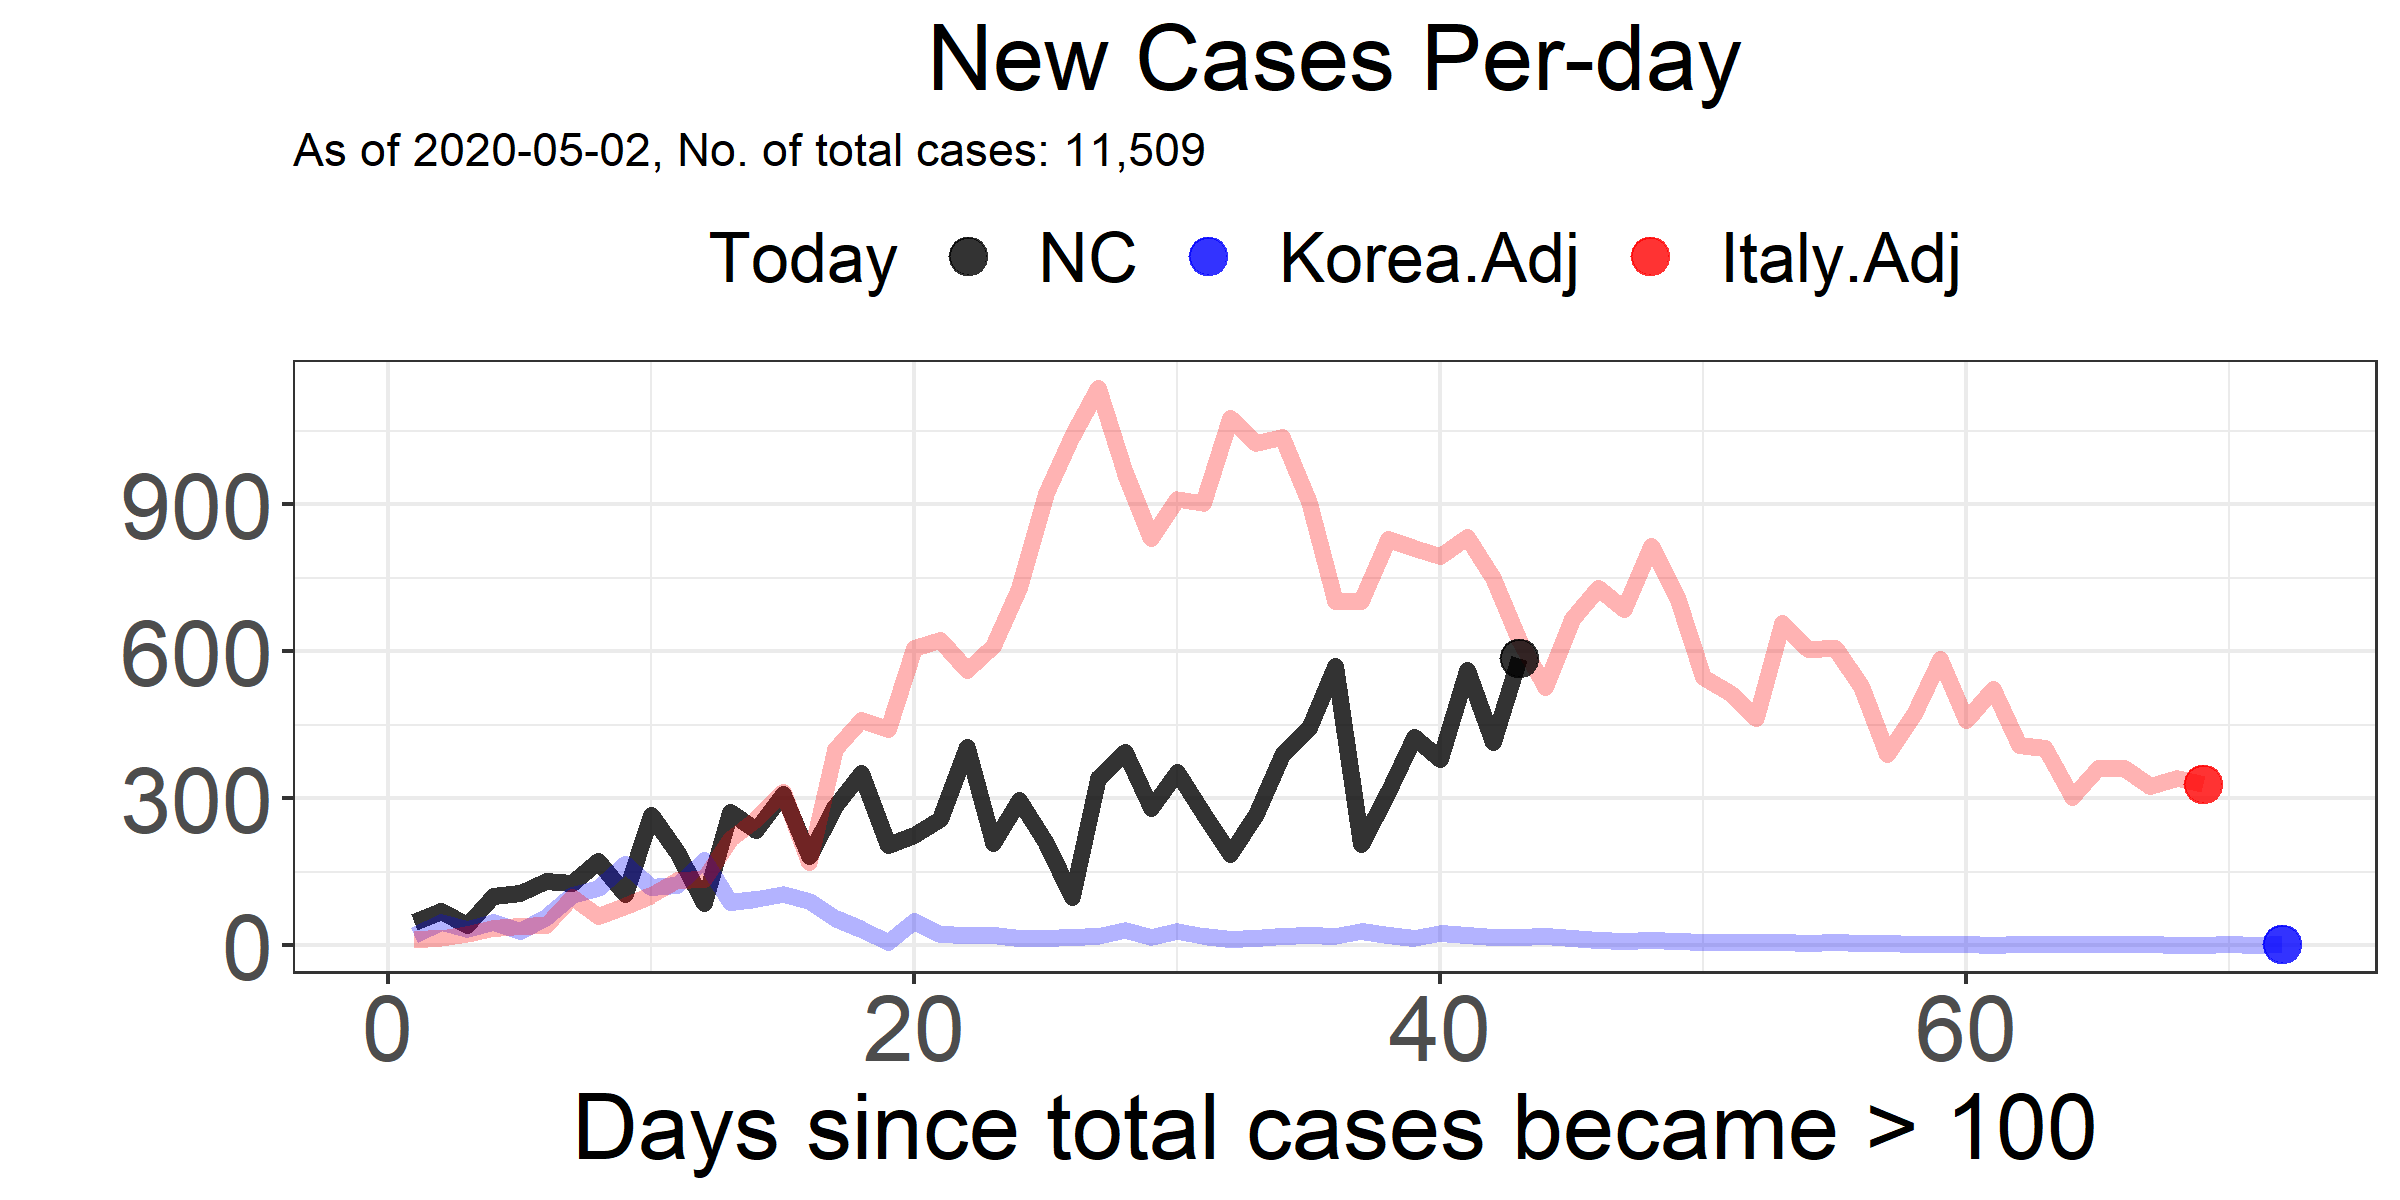 New Cases Per-day
As of 2020-05-02, No. of total cases: 11,509
Today NC Korea.Adj Italy.Adj
900
600
300
0
0 20 40 60
Days since total cases became > 100